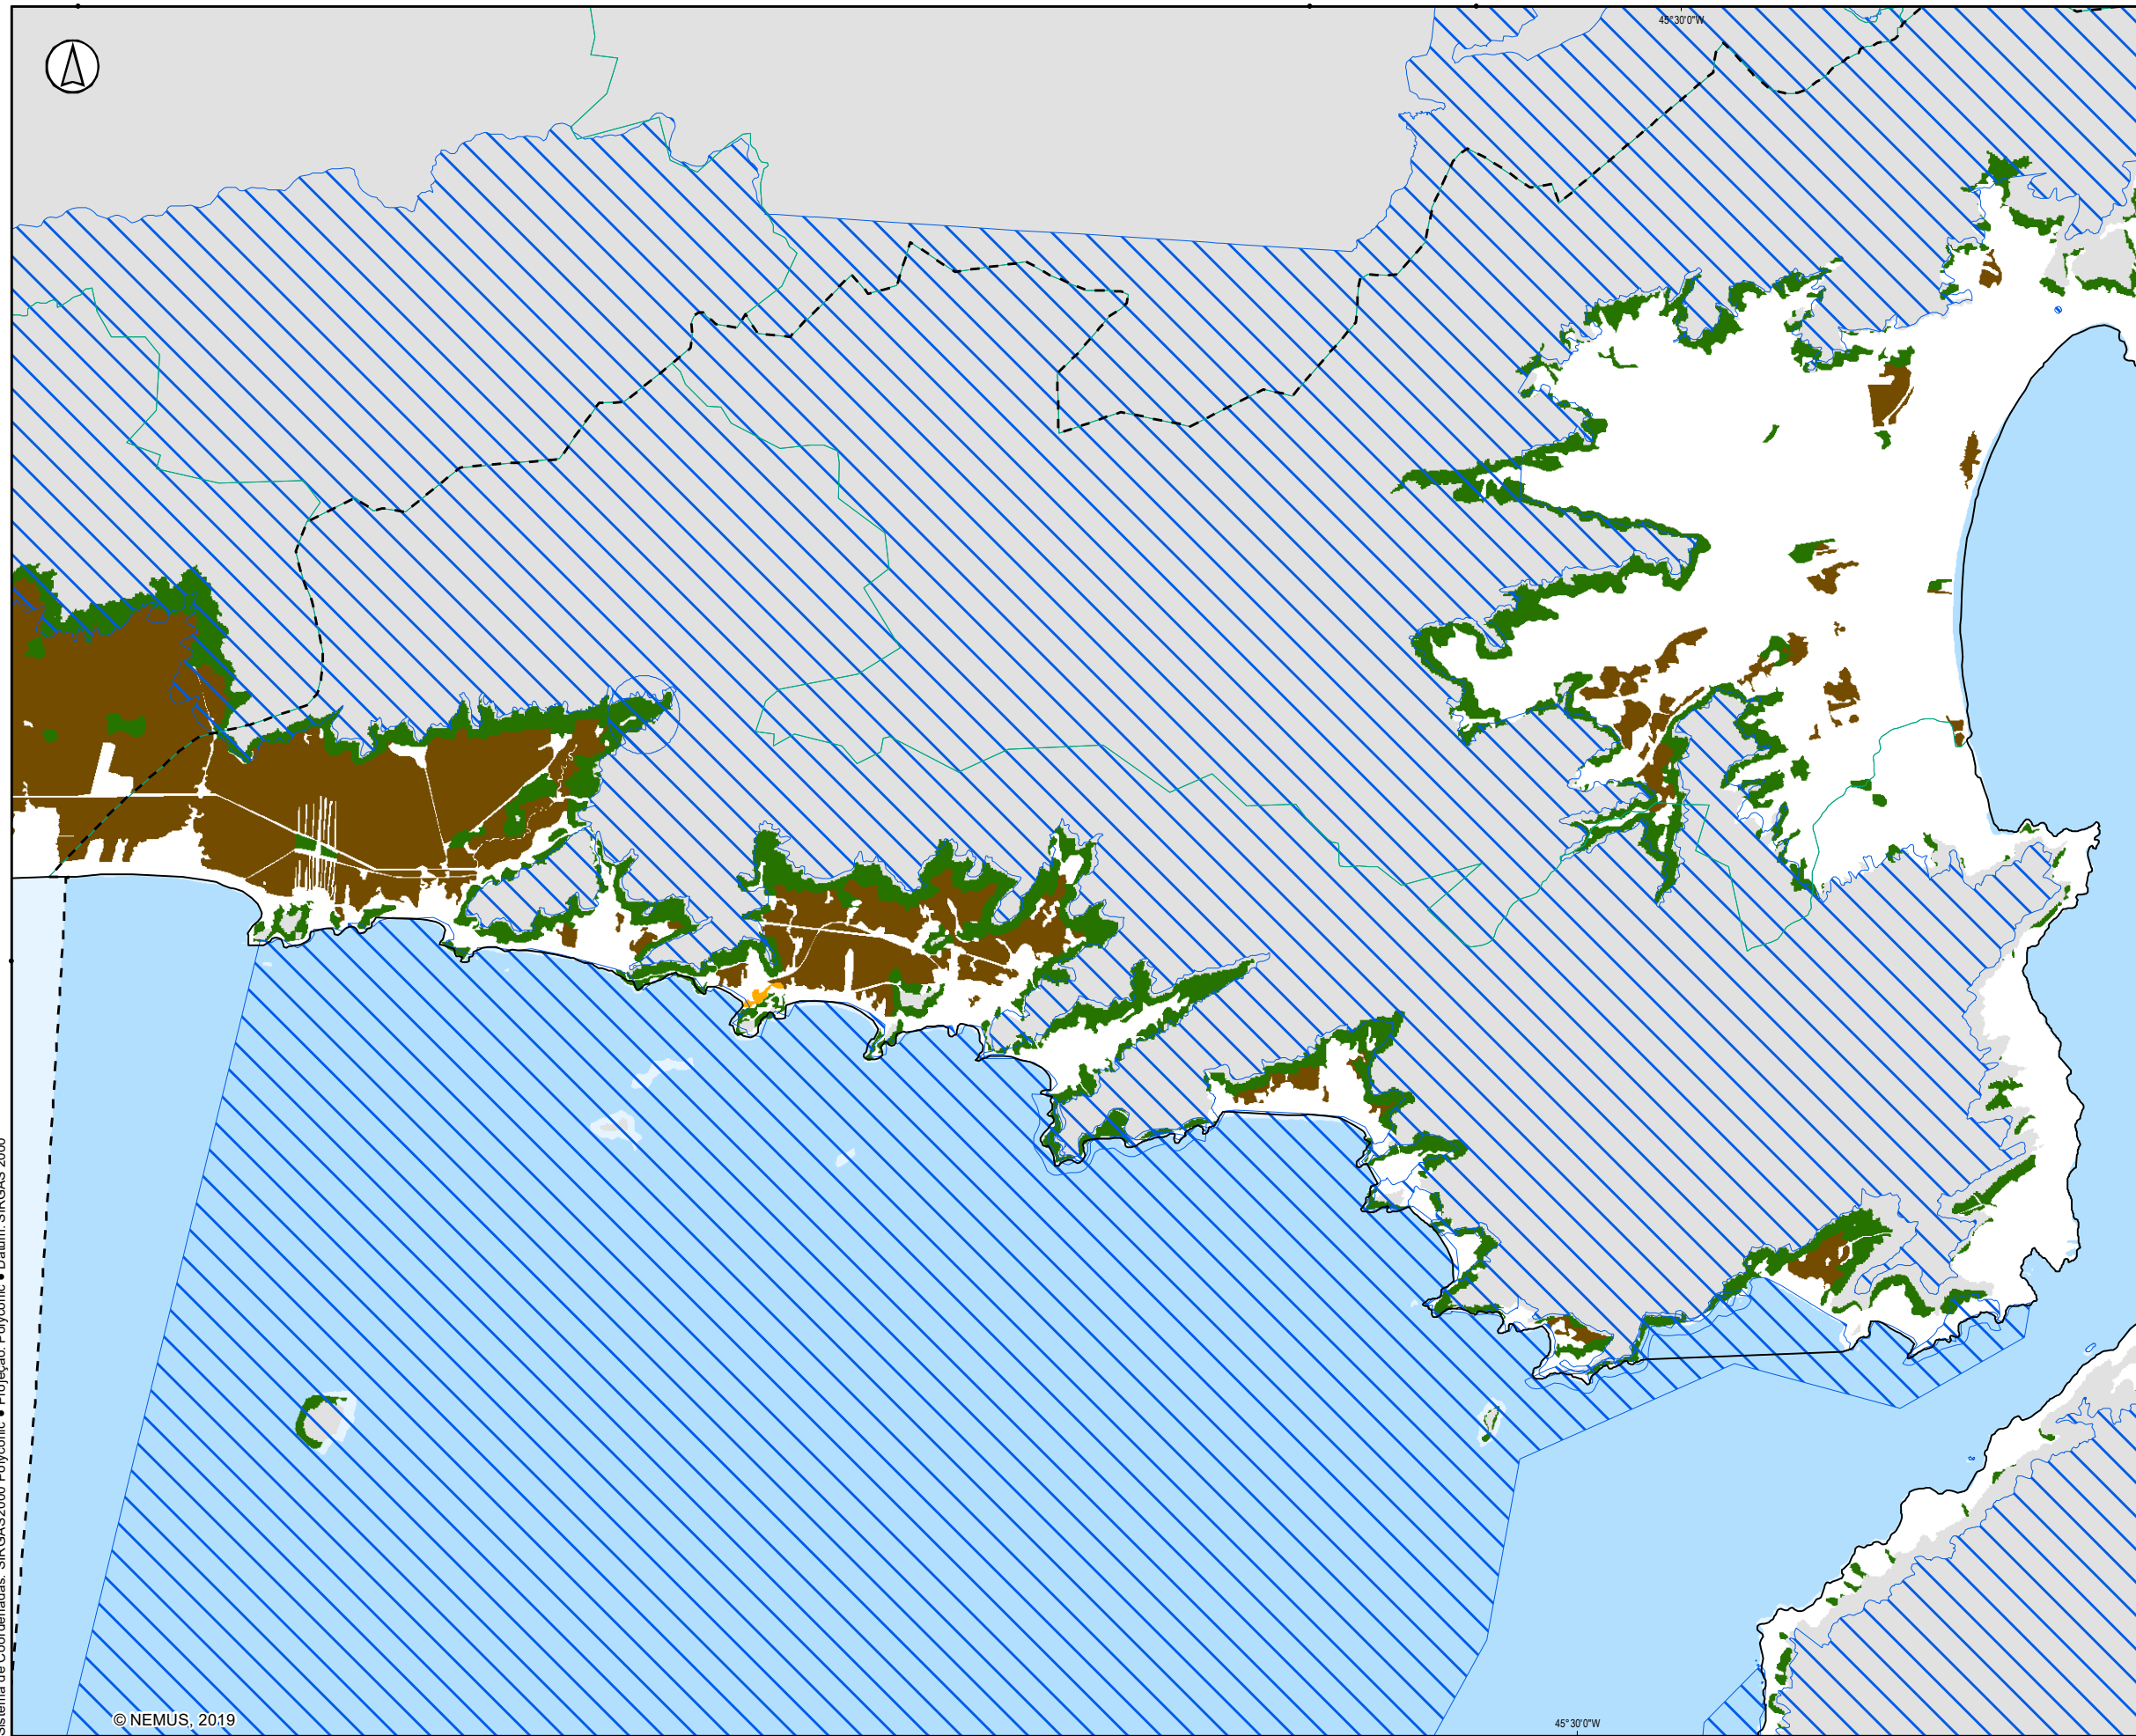 45°30'0"W
Sistema de Coordenadas: SIRGAS2000 Polyconic ● Projeção: Polyconic ● Datum: SIRGAS 2000
© NEMUS, 2019
45°30'0"W